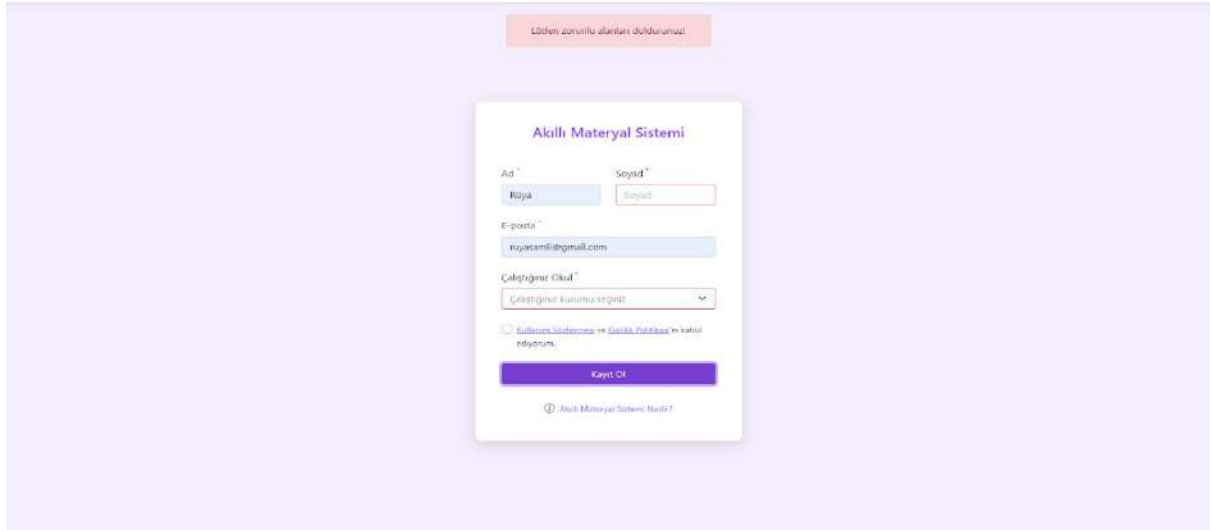 Lütfen zorunlu alanları doldurunuz!
Akıllı Materyal Sistemi
Ad * Soyad *
Rüya Soyad
E-posta *
ruyasamli@gmail.com
Çalıştığınız Okul *
Çalıştığınız kurumu seçiniz
Kullanım Sözleşmesi ve Gizlilik Politikası'nı kabul
ediyorum.
Kayıt Ol
Akıllı Materyal Sistemi Nedir?